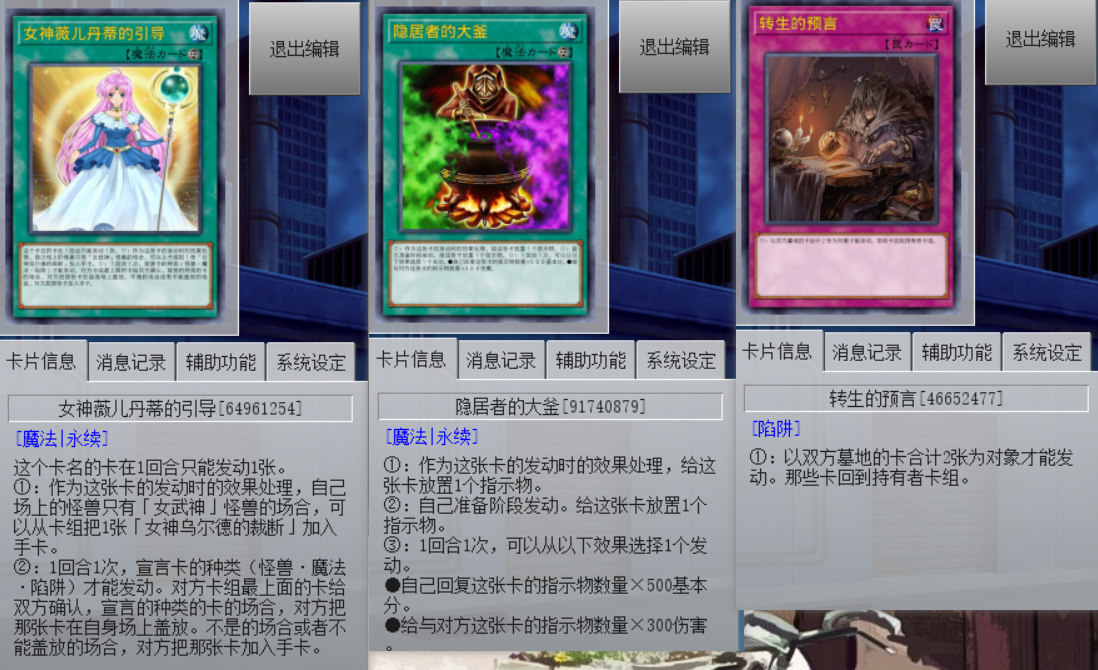 女神薇儿丹蒂的引导
【魔法カード
退出编辑
卡片信息
消息记录
辅助功能
系统设定
女神薇儿丹蒂的引导[64961254]
[魔法|永续]
这个卡名的卡在1回合只能发动1张。
①：作为这张卡的发动时的效果处理，自己
场上的怪兽只有「女武神」怪兽的场合，可
以从卡组把1张「女神乌尔德的裁断」加入
手卡。
②：1回合1次，宣言卡的种类（怪兽·魔法
·陷阱）才能发动。对方卡组最上面的卡给
双方确认，宣言的种类的卡的场合，对方把
那张卡在自身场上盖放。不是的场合或者不
能盖放的场合，对方把那张卡加入手卡。
隐居者的大釜
【魔法カード
退出编辑
卡片信息
消息记录
辅助功能
系统设定
隐居者的大釜[91740879]
[魔法|永续]
①：作为这张卡的发动时的效果处理，给这
张卡放置1个指示物。
②：自己准备阶段发动。给这张卡放置1个
指示物。
③：1回合1次，可以从以下效果选择1个发
动。
●自己回复这张卡的指示物数量×500基本
分。
●给与对方这张卡的指示物数量×300伤害
。
转生的预言
【罠カード】
退出编辑
卡片信息
消息记录
辅助功能
系统设定
转生的预言[46652477]
[陷阱]
①：以双方墓地的卡合计2张为对象才能发
动。那些卡回到持有者卡组。